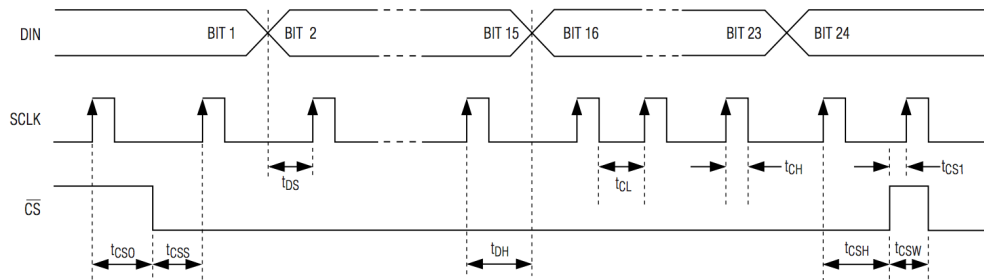 DIN BIT 1 BIT 2 BIT 15 BIT 16 BIT 23 BIT 24
SCLK
tDS tCL tCH tCS1
CS
tCSO tCSS tDH tCSH tCSW